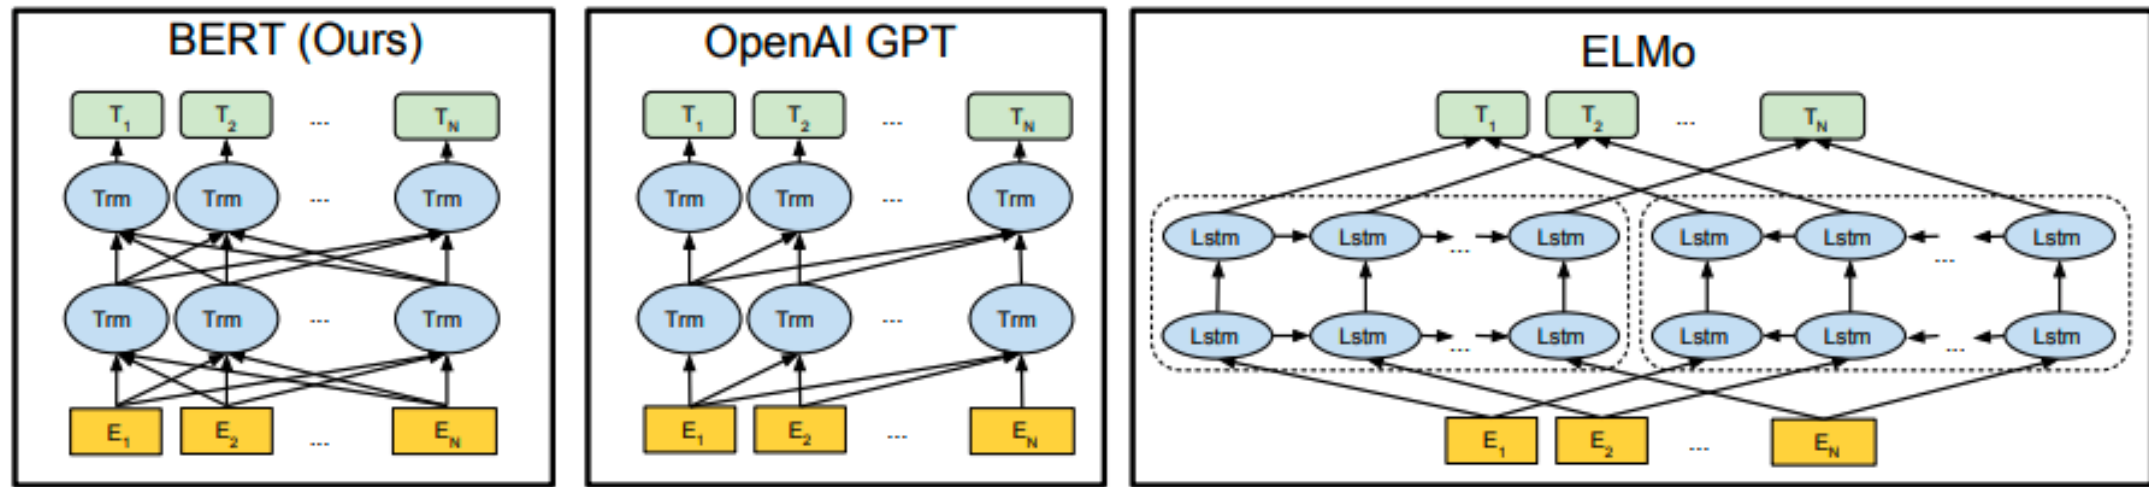 BERT (Ours)
T1 T2 ... TN
Trm Trm ... Trm
Trm Trm ... Trm
E1 E2 ... EN
OpenAI GPT
T1 T2 ... TN
Trm Trm ... Trm
Trm Trm ... Trm
E1 E2 ... EN
ELMo
T1 T2 ... TN
Lstm Lstm ... Lstm Lstm Lstm ... Lstm
Lstm Lstm ... Lstm Lstm Lstm ... Lstm
E1 E2 ... EN